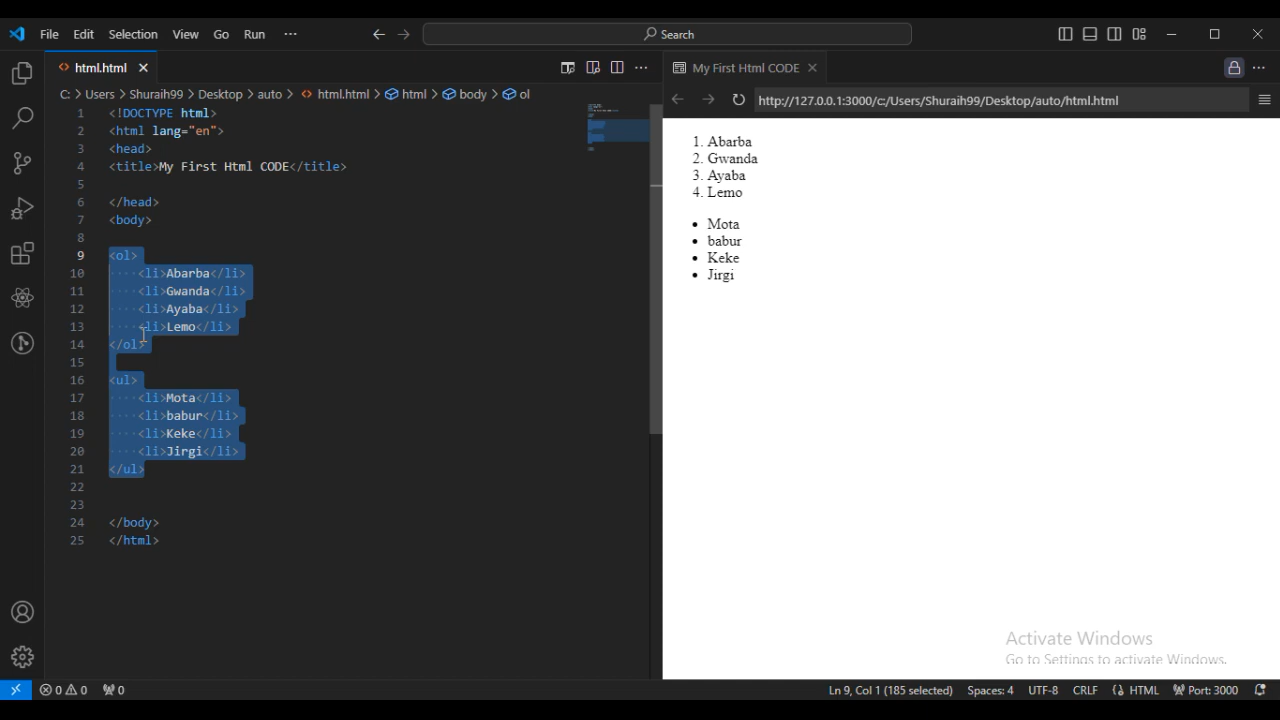 File Edit Selection View Go Run ··· Search
html.html
C: > Users > Shuraih99 > Desktop > auto > html.html > html > body > ol
1 <!DOCTYPE html>
2 <html lang="en">
3 <head>
4 <title>My First Html CODE</title>
5
6 </head>
7 <body>
8
9 <ol>
10 ····<li>Abarba</li>
11 ····<li>Gwanda</li>
12 ····<li>Ayaba</li>
13 ····<li>Lemo</li>
14 </ol>
15
16 <ul>
17 ····<li>Mota</li>
18 ····<li>babur</li>
19 ····<li>Keke</li>
20 ····<li>Jirgi</li>
21 </ul>
22
23
24 </body>
25 </html>
My First Html CODE
http://127.0.0.1:3000/c:/Users/Shuraih99/Desktop/auto/html.html
1. Abarba
2. Gwanda
3. Ayaba
4. Lemo
• Mota
• babur
• Keke
• Jirgi
Activate Windows
Go to Settings to activate Windows.
0 0 0 Ln 9, Col 1 (185 selected) Spaces: 4 UTF-8 CRLF HTML Port: 3000